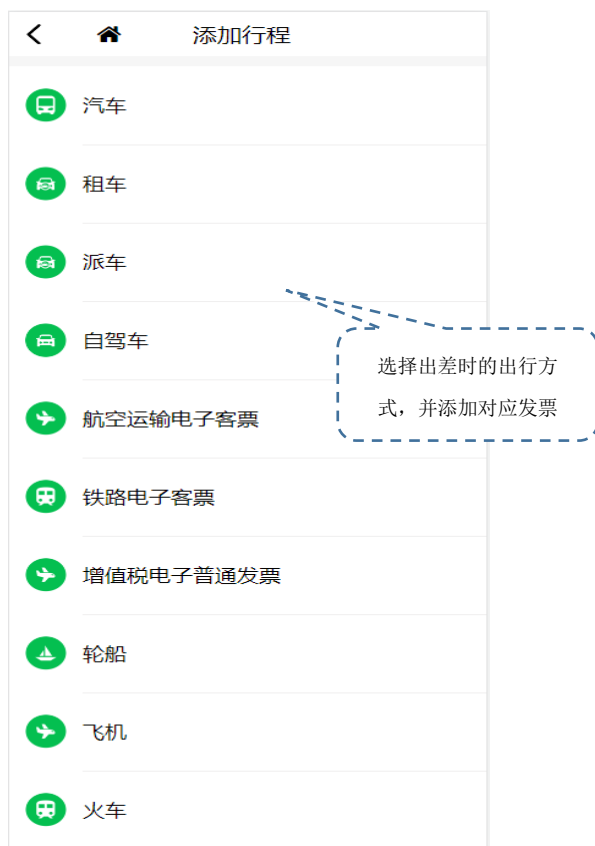 添加行程
汽车
租车
派车
自驾车
选择出差时的出行方
式，并添加对应发票
航空运输电子客票
铁路电子客票
增值税电子普通发票
轮船
飞机
火车